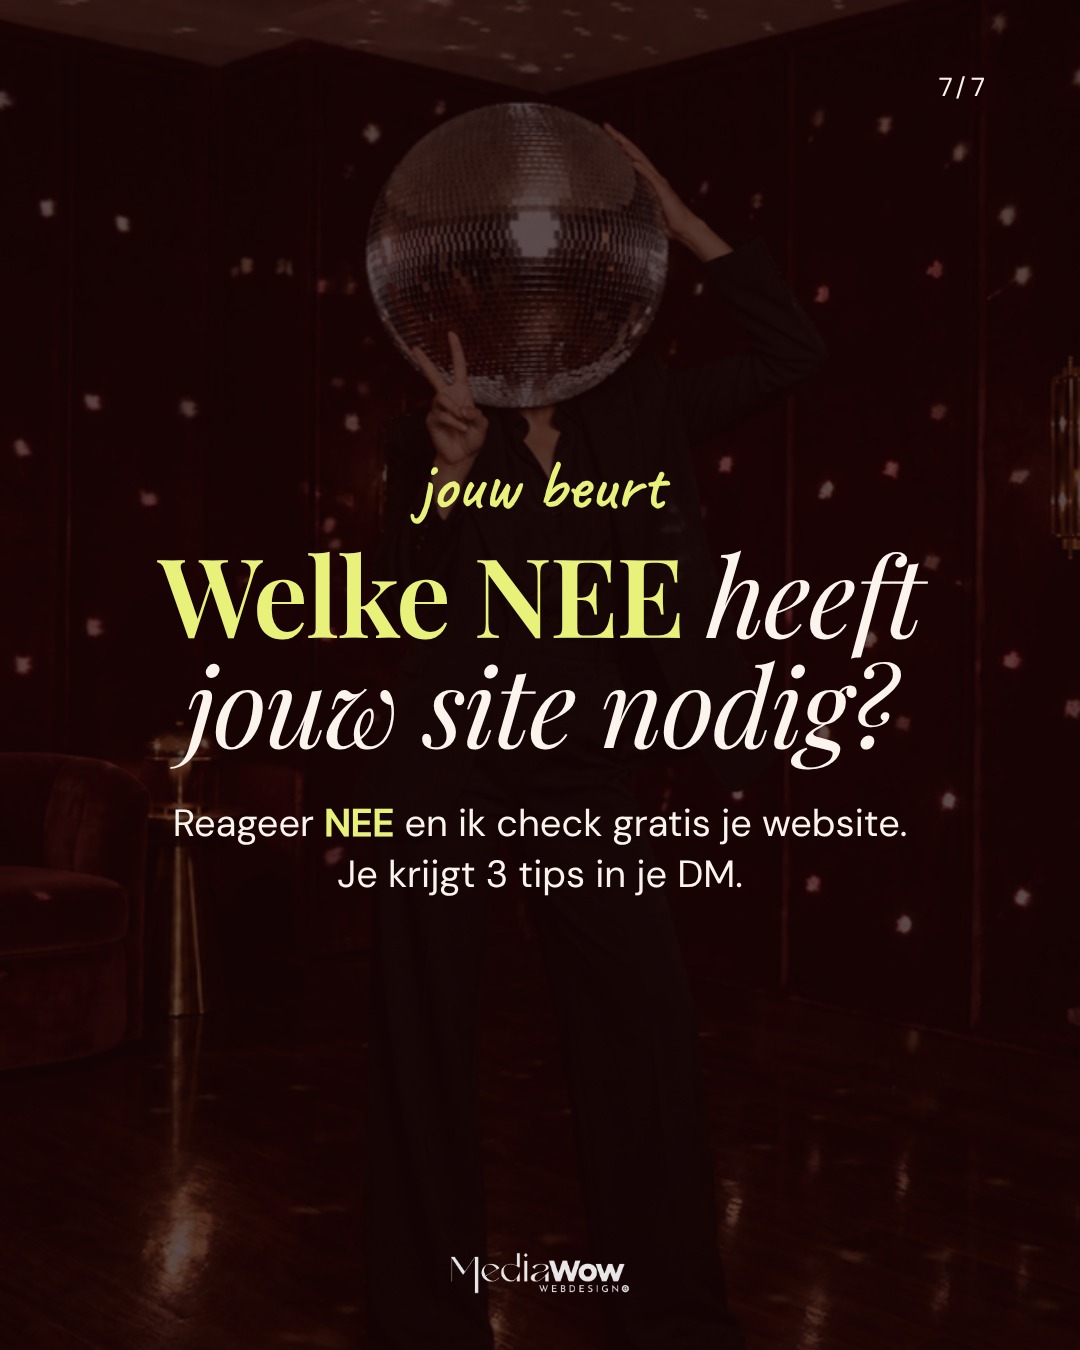 7/7
jouw beurt
Welke NEE heeft
jouw site nodig?
Reageer NEE en ik check gratis je website.
Je krijgt 3 tips in je DM.
MediaWow
WEBDESIGN